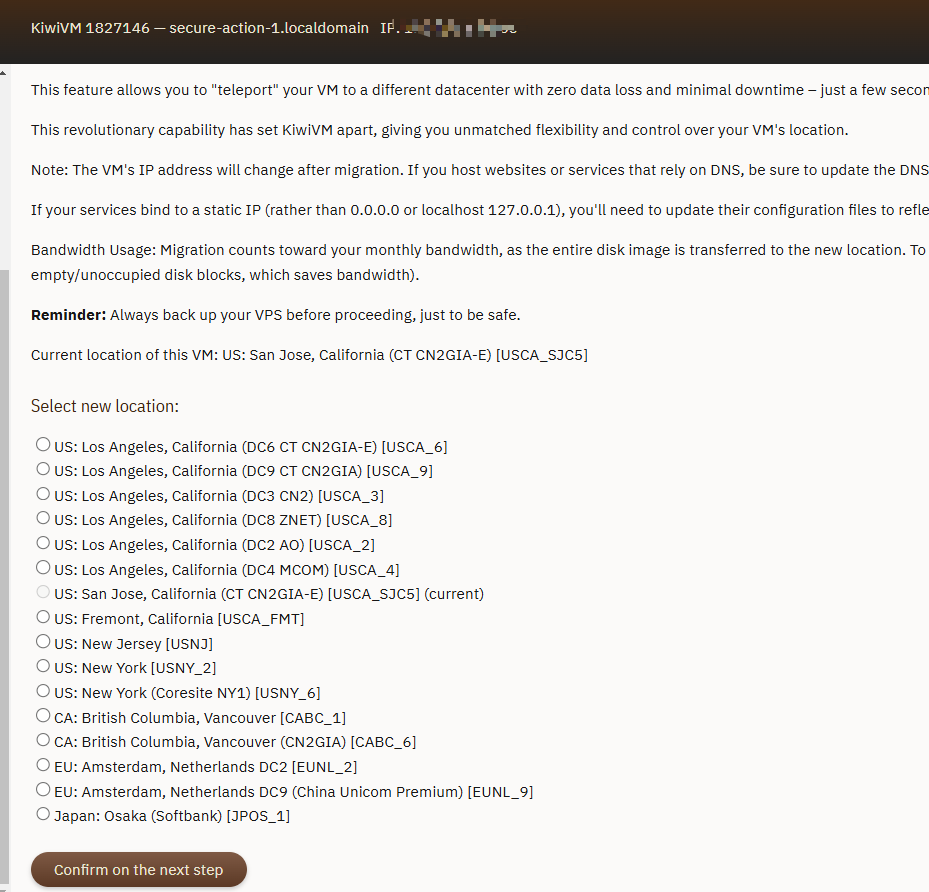 KiwiVM 1827146 — secure-action-1.localdomain IP.
This feature allows you to "teleport" your VM to a different datacenter with zero data loss and minimal downtime – just a few secon
This revolutionary capability has set KiwiVM apart, giving you unmatched flexibility and control over your VM's location.
Note: The VM's IP address will change after migration. If you host websites or services that rely on DNS, be sure to update the DNS
If your services bind to a static IP (rather than 0.0.0.0 or localhost 127.0.0.1), you'll need to update their configuration files to refle
Bandwidth Usage: Migration counts toward your monthly bandwidth, as the entire disk image is transferred to the new location. To
empty/unoccupied disk blocks, which saves bandwidth).
Reminder: Always back up your VPS before proceeding, just to be safe.
Current location of this VM: US: San Jose, California (CT CN2GIA-E) [USCA_SJC5]
Select new location:
US: Los Angeles, California (DC6 CT CN2GIA-E) [USCA_6]
US: Los Angeles, California (DC9 CT CN2GIA) [USCA_9]
US: Los Angeles, California (DC3 CN2) [USCA_3]
US: Los Angeles, California (DC8 ZNET) [USCA_8]
US: Los Angeles, California (DC2 AO) [USCA_2]
US: Los Angeles, California (DC4 MCOM) [USCA_4]
US: San Jose, California (CT CN2GIA-E) [USCA_SJC5] (current)
US: Fremont, California [USCA_FMT]
US: New Jersey [USNJ]
US: New York [USNY_2]
US: New York (Coresite NY1) [USNY_6]
CA: British Columbia, Vancouver [CABC_1]
CA: British Columbia, Vancouver (CN2GIA) [CABC_6]
EU: Amsterdam, Netherlands DC2 [EUNL_2]
EU: Amsterdam, Netherlands DC9 (China Unicom Premium) [EUNL_9]
Japan: Osaka (Softbank) [JPOS_1]
Confirm on the next step